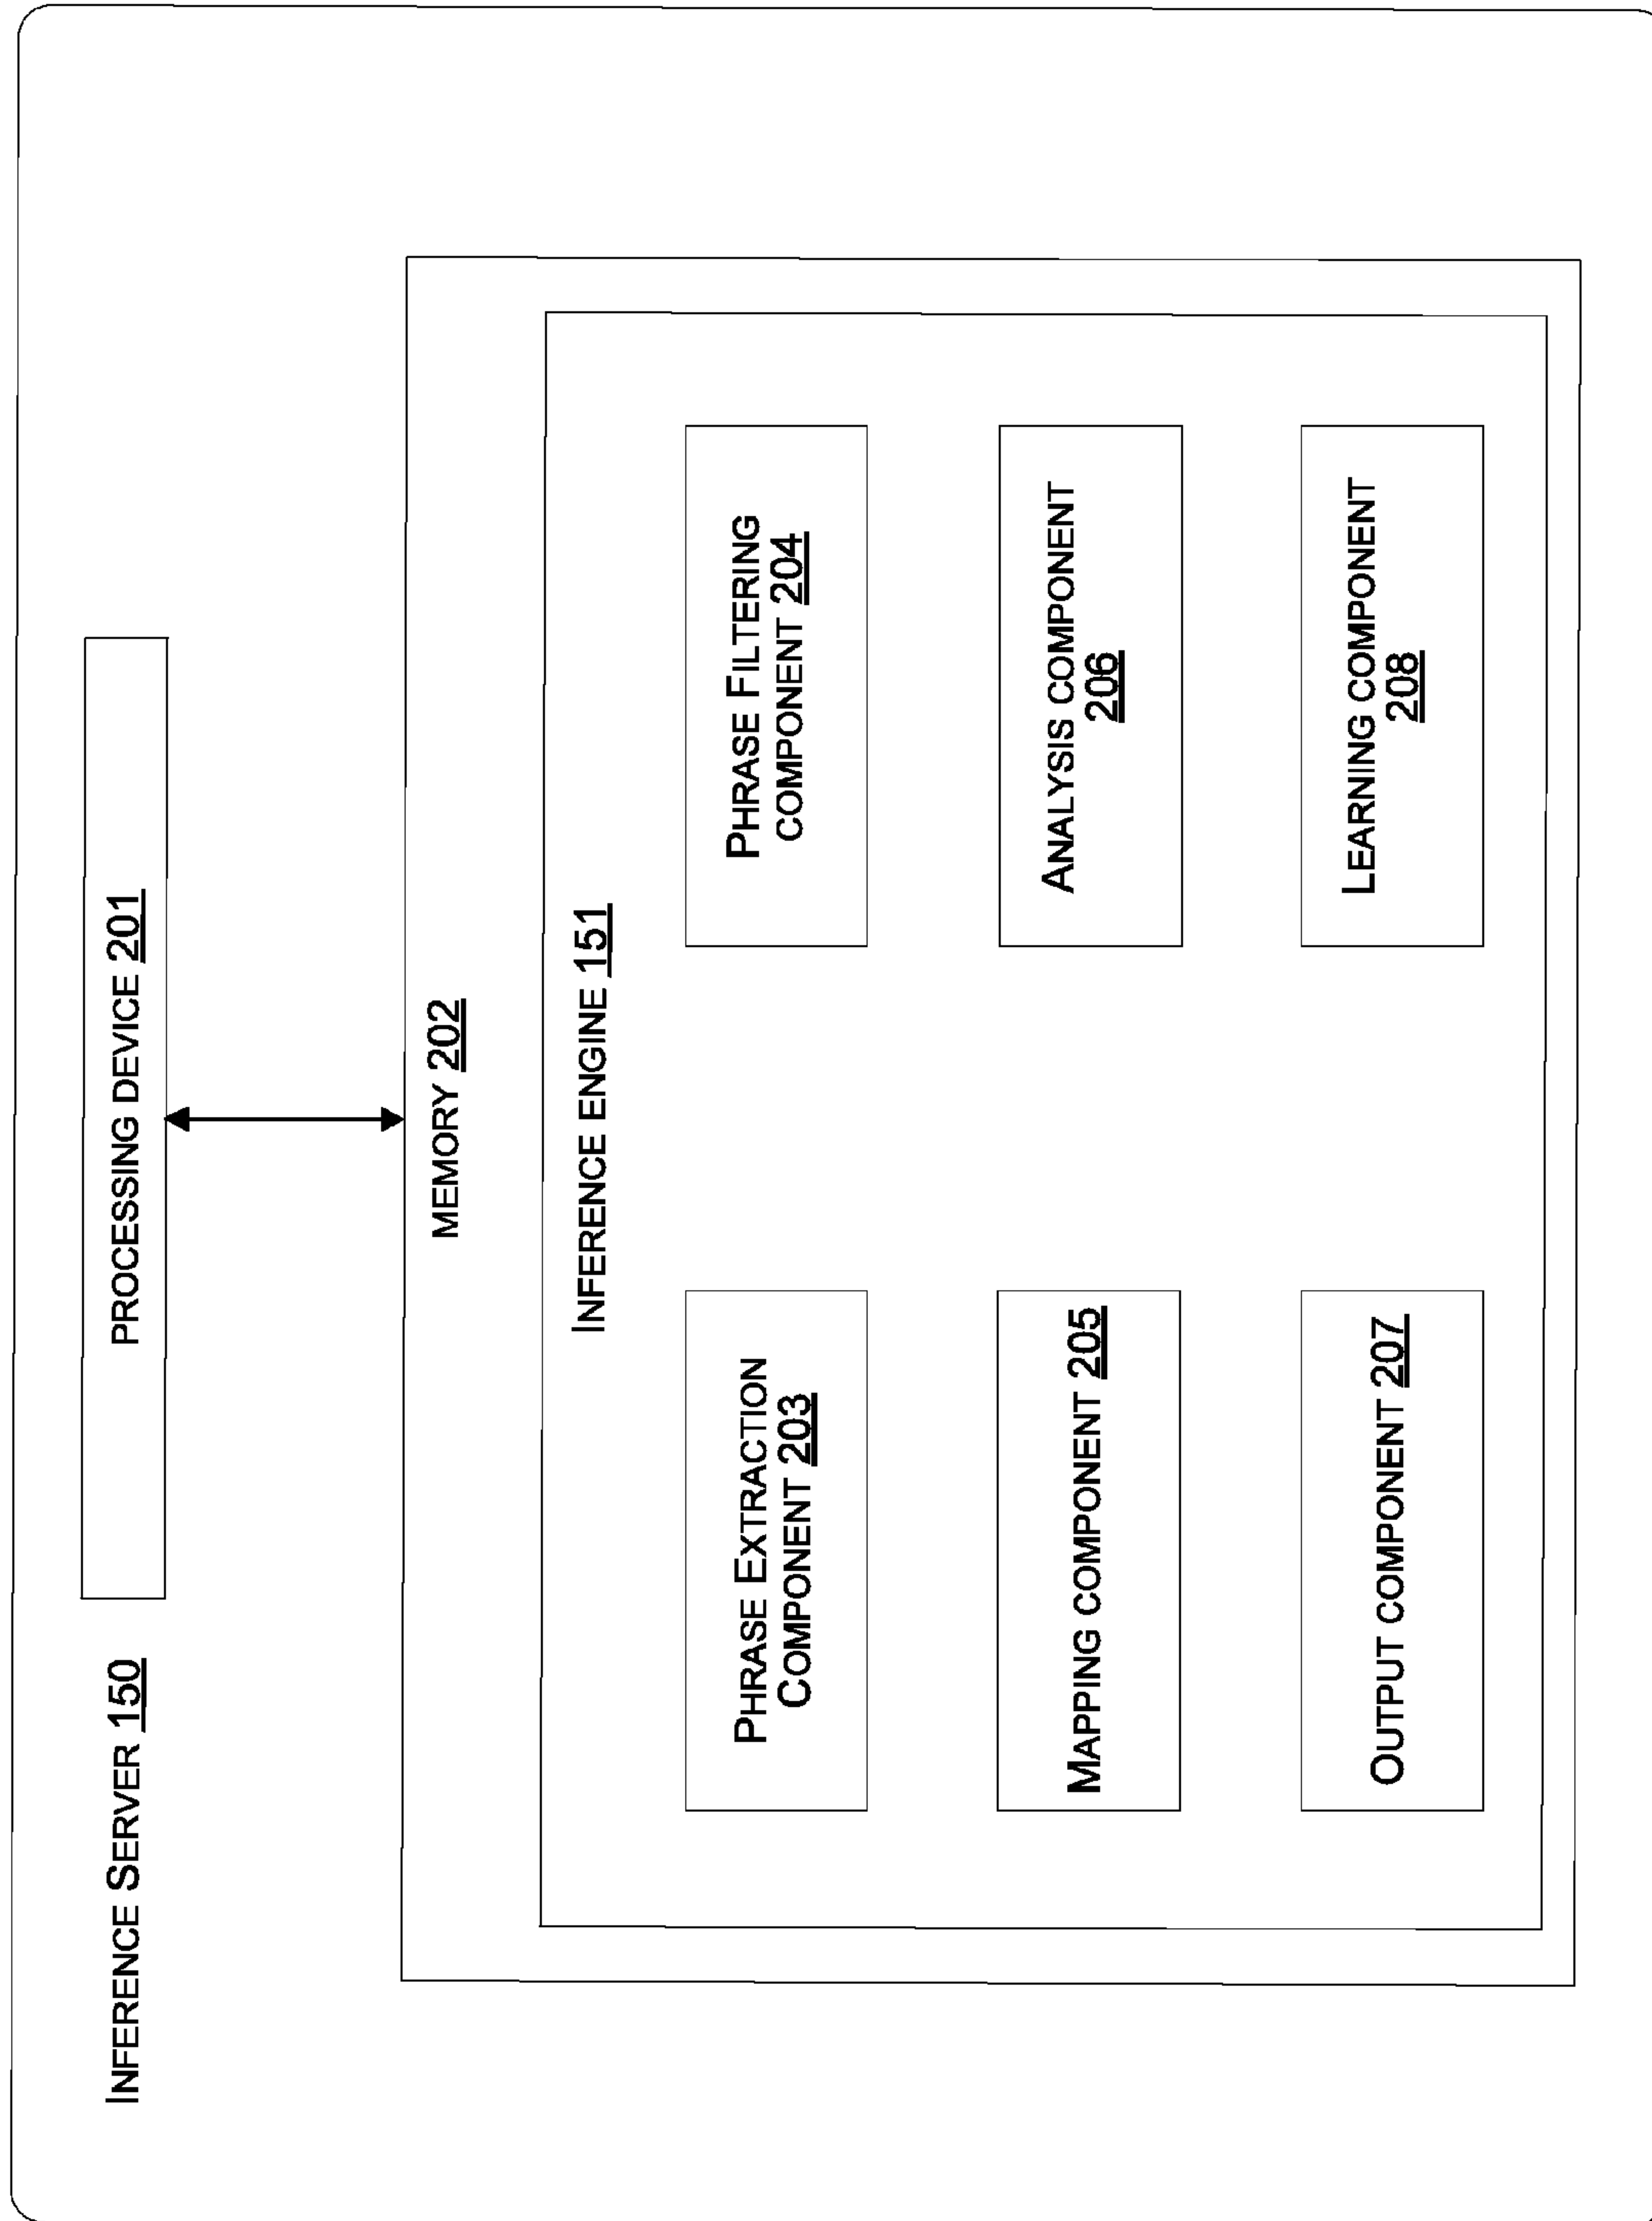 INFERENCE SERVER 150
PROCESSING DEVICE 201
MEMORY 202
INFERENCE ENGINE 151
PHRASE EXTRACTION
COMPONENT 203
PHRASE FILTERING
COMPONENT 204
MAPPING COMPONENT 205
ANALYSIS COMPONENT
206
OUTPUT COMPONENT 207
LEARNING COMPONENT
208